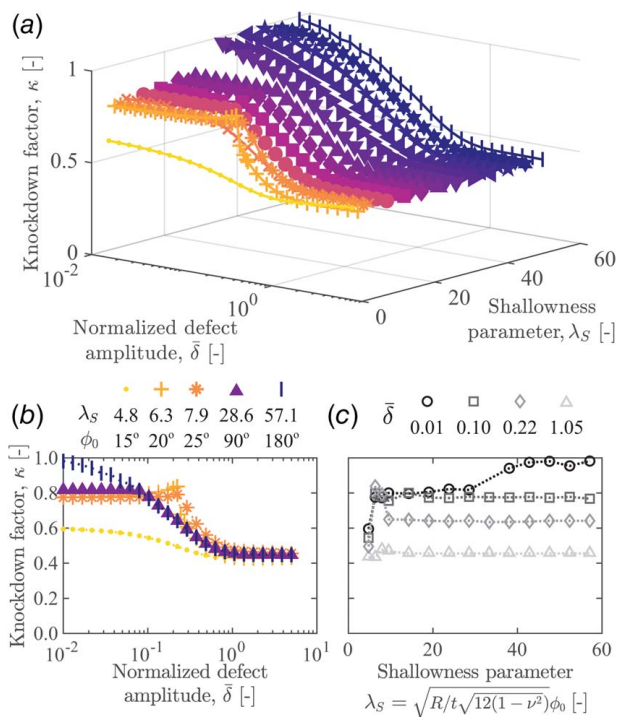 (a)
Knockdown factor, κ [-]
1
0.5
0
10^-2
10^0
Normalized defect
amplitude, δ̄ [-]
0
20
40
60
Shallowness
parameter, λ_S [-]
(b)
λ_S 4.8 6.3 7.9 28.6 57.1
ϕ_0 15° 20° 25° 90° 180°
Knockdown factor, κ [-]
1.0
0.8
0.6
0.4
0.2
0.0
10^-2 10^-1 10^0 10^1
Normalized defect
amplitude, δ̄ [-]
(c)
δ̄ 0.01 0.10 0.22 1.05
0 20 40 60
Shallowness parameter
λ_S = √(R/t√(12(1 − ν²)))ϕ_0 [-]